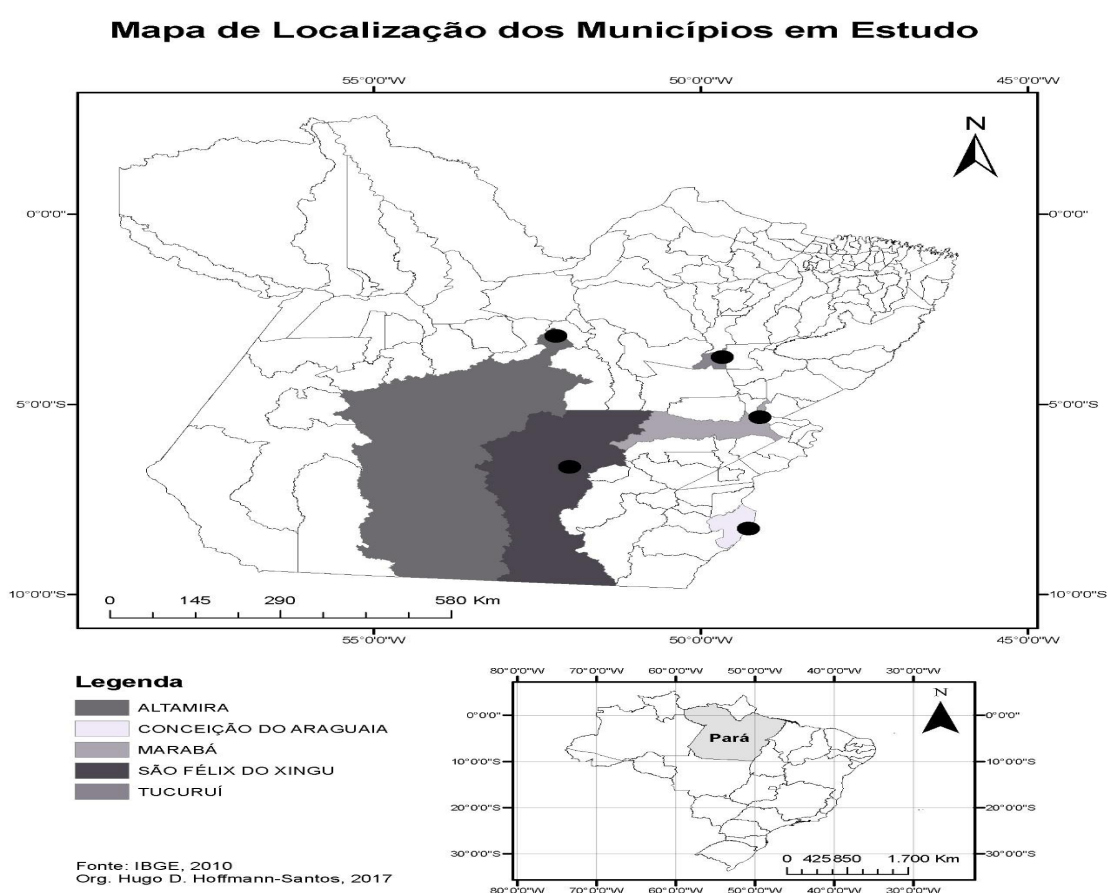 Mapa de Localização dos Municípios em Estudo
55°0'0"W 50°0'0"W 45°0'0"W
N
0°0'0" 0°0'0"
5°0'0"S 5°0'0"S
10°0'0"S 10°0'0"S
0 145 290 580 Km
55°0'0"W 50°0'0"W 45°0'0"W
Legenda
ALTAMIRA
CONCEIÇÃO DO ARAGUAIA
MARABÁ
SÃO FÉLIX DO XINGU
TUCURUÍ
Fonte: IBGE, 2010
Org. Hugo D. Hoffmann-Santos, 2017
80°0'0"W 70°0'0"W 60°0'0"W 50°0'0"W 40°0'0"W 30°0'0"W
N
0°0'0" 0°0'0"
Pará
10°0'0"S 10°0'0"S
20°0'0"S 20°0'0"S
30°0'0"S 30°0'0"S
0 425850 1.700 Km
80°0'0"W 70°0'0"W 60°0'0"W 50°0'0"W 40°0'0"W 30°0'0"W